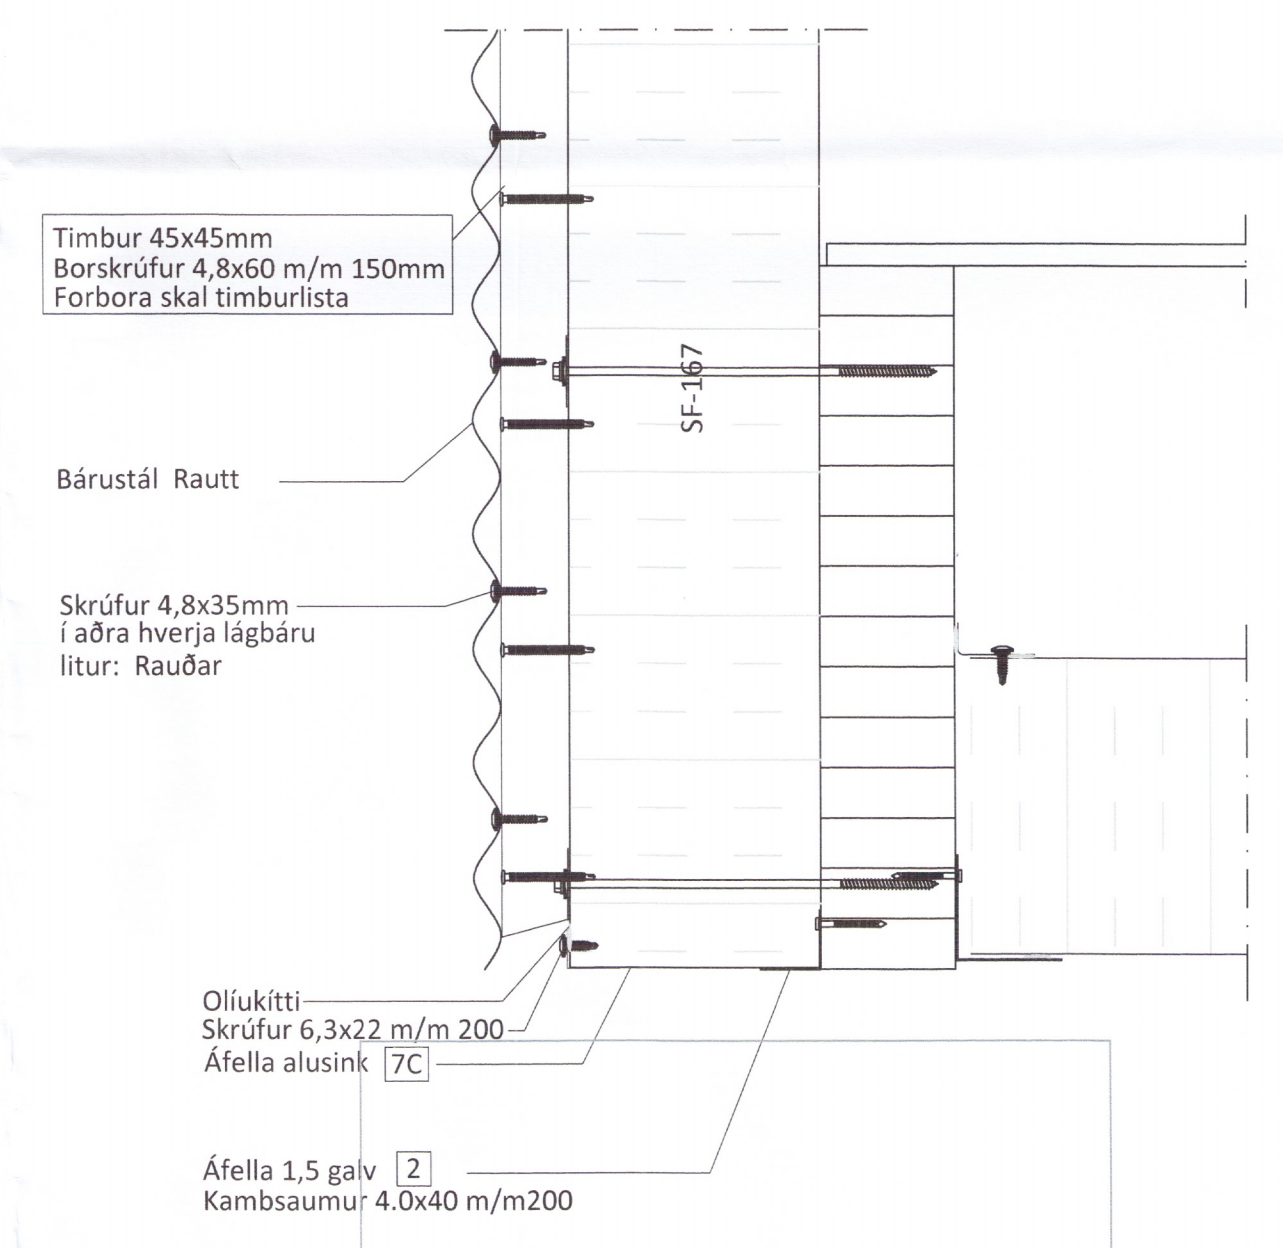 Timbur 45x45mm
Borskrúfur 4,8x60 m/m 150mm
Forbora skal timburlista
SF-167
Bárustál Rautt
Skrúfur 4,8x35mm
í aðra hverja lágbáru
litur: Rauðar
Olíukítti
Skrúfur 6,3x22 m/m 200
Áfella alusink 7C
Áfella 1,5 galv 2
Kambsaumur 4.0x40 m/m200